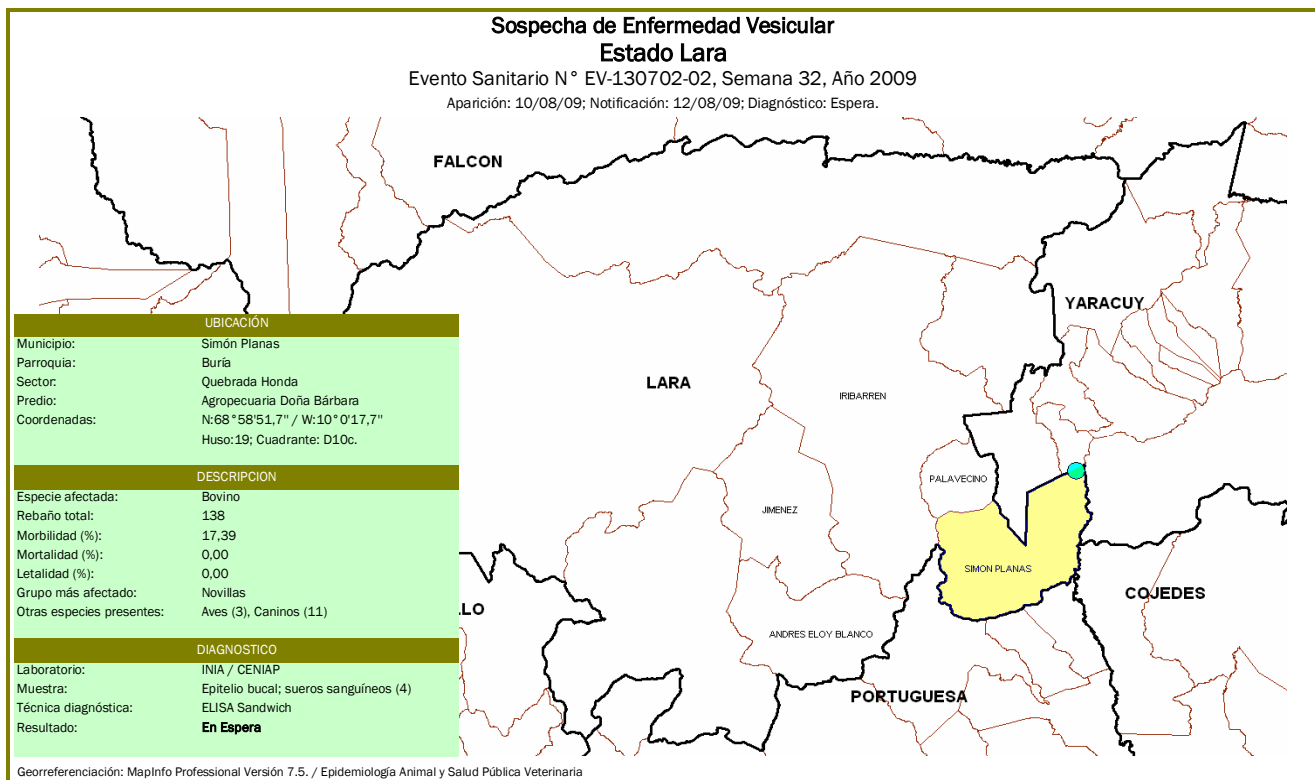 Sospecha de Enfermedad Vesicular
Estado Lara
Evento Sanitario N° EV-130702-02, Semana 32, Año 2009
Aparición: 10/08/09; Notificación: 12/08/09; Diagnóstico: Espera.
FALCON
YARACUY
LARA
IRIBARREN
PALAVECINO
JIMENEZ
SIMON PLANAS
COJEDES
LLO
ANDRES ELOY BLANCO
PORTUGUESA
UBICACIÓN
Municipio: Simón Planas
Parroquia: Buría
Sector: Quebrada Honda
Predio: Agropecuaria Doña Bárbara
Coordenadas: N:68°58'51,7" / W:10°0'17,7"
Huso:19; Cuadrante: D10c.
DESCRIPCION
Especie afectada: Bovino
Rebaño total: 138
Morbilidad (%): 17,39
Mortalidad (%): 0,00
Letalidad (%): 0,00
Grupo más afectado: Novillas
Otras especies presentes: Aves (3), Caninos (11)
DIAGNOSTICO
Laboratorio: INIA / CENIAP
Muestra: Epitelio bucal; sueros sanguíneos (4)
Técnica diagnóstica: ELISA Sandwich
Resultado: En Espera
Georreferenciación: MapInfo Professional Versión 7.5. / Epidemiología Animal y Salud Pública Veterinaria